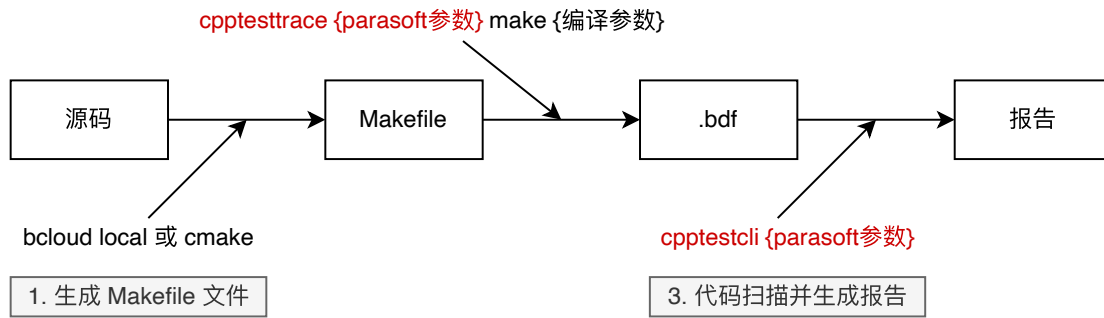 cpptesttrace {parasoft参数} make {编译参数}
源码
Makefile
.bdf
报告
bcloud local 或 cmake
cpptestcli {parasoft参数}
1. 生成 Makefile 文件
3. 代码扫描并生成报告